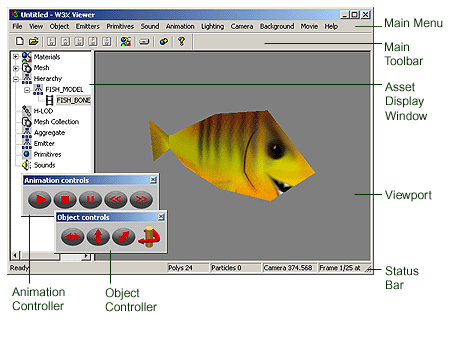 Untitled - W3X Viewer
File View Object Emitters Primitives Sound Animation Lighting Camera Background Movie Help
Main Menu
Main
Toolbar
Materials
Mesh
Hierarchy
FISH_MODEL
FISH_BONE
H-LOD
Mesh Collection
Aggregate
Emitter
Primitives
Sounds
Asset
Display
Window
Animation controls
Object controls
Viewport
Ready
Polys 24
Particles 0
Camera 374.568
Frame 1/25 at
Status
Bar
Animation
Controller
Object
Controller